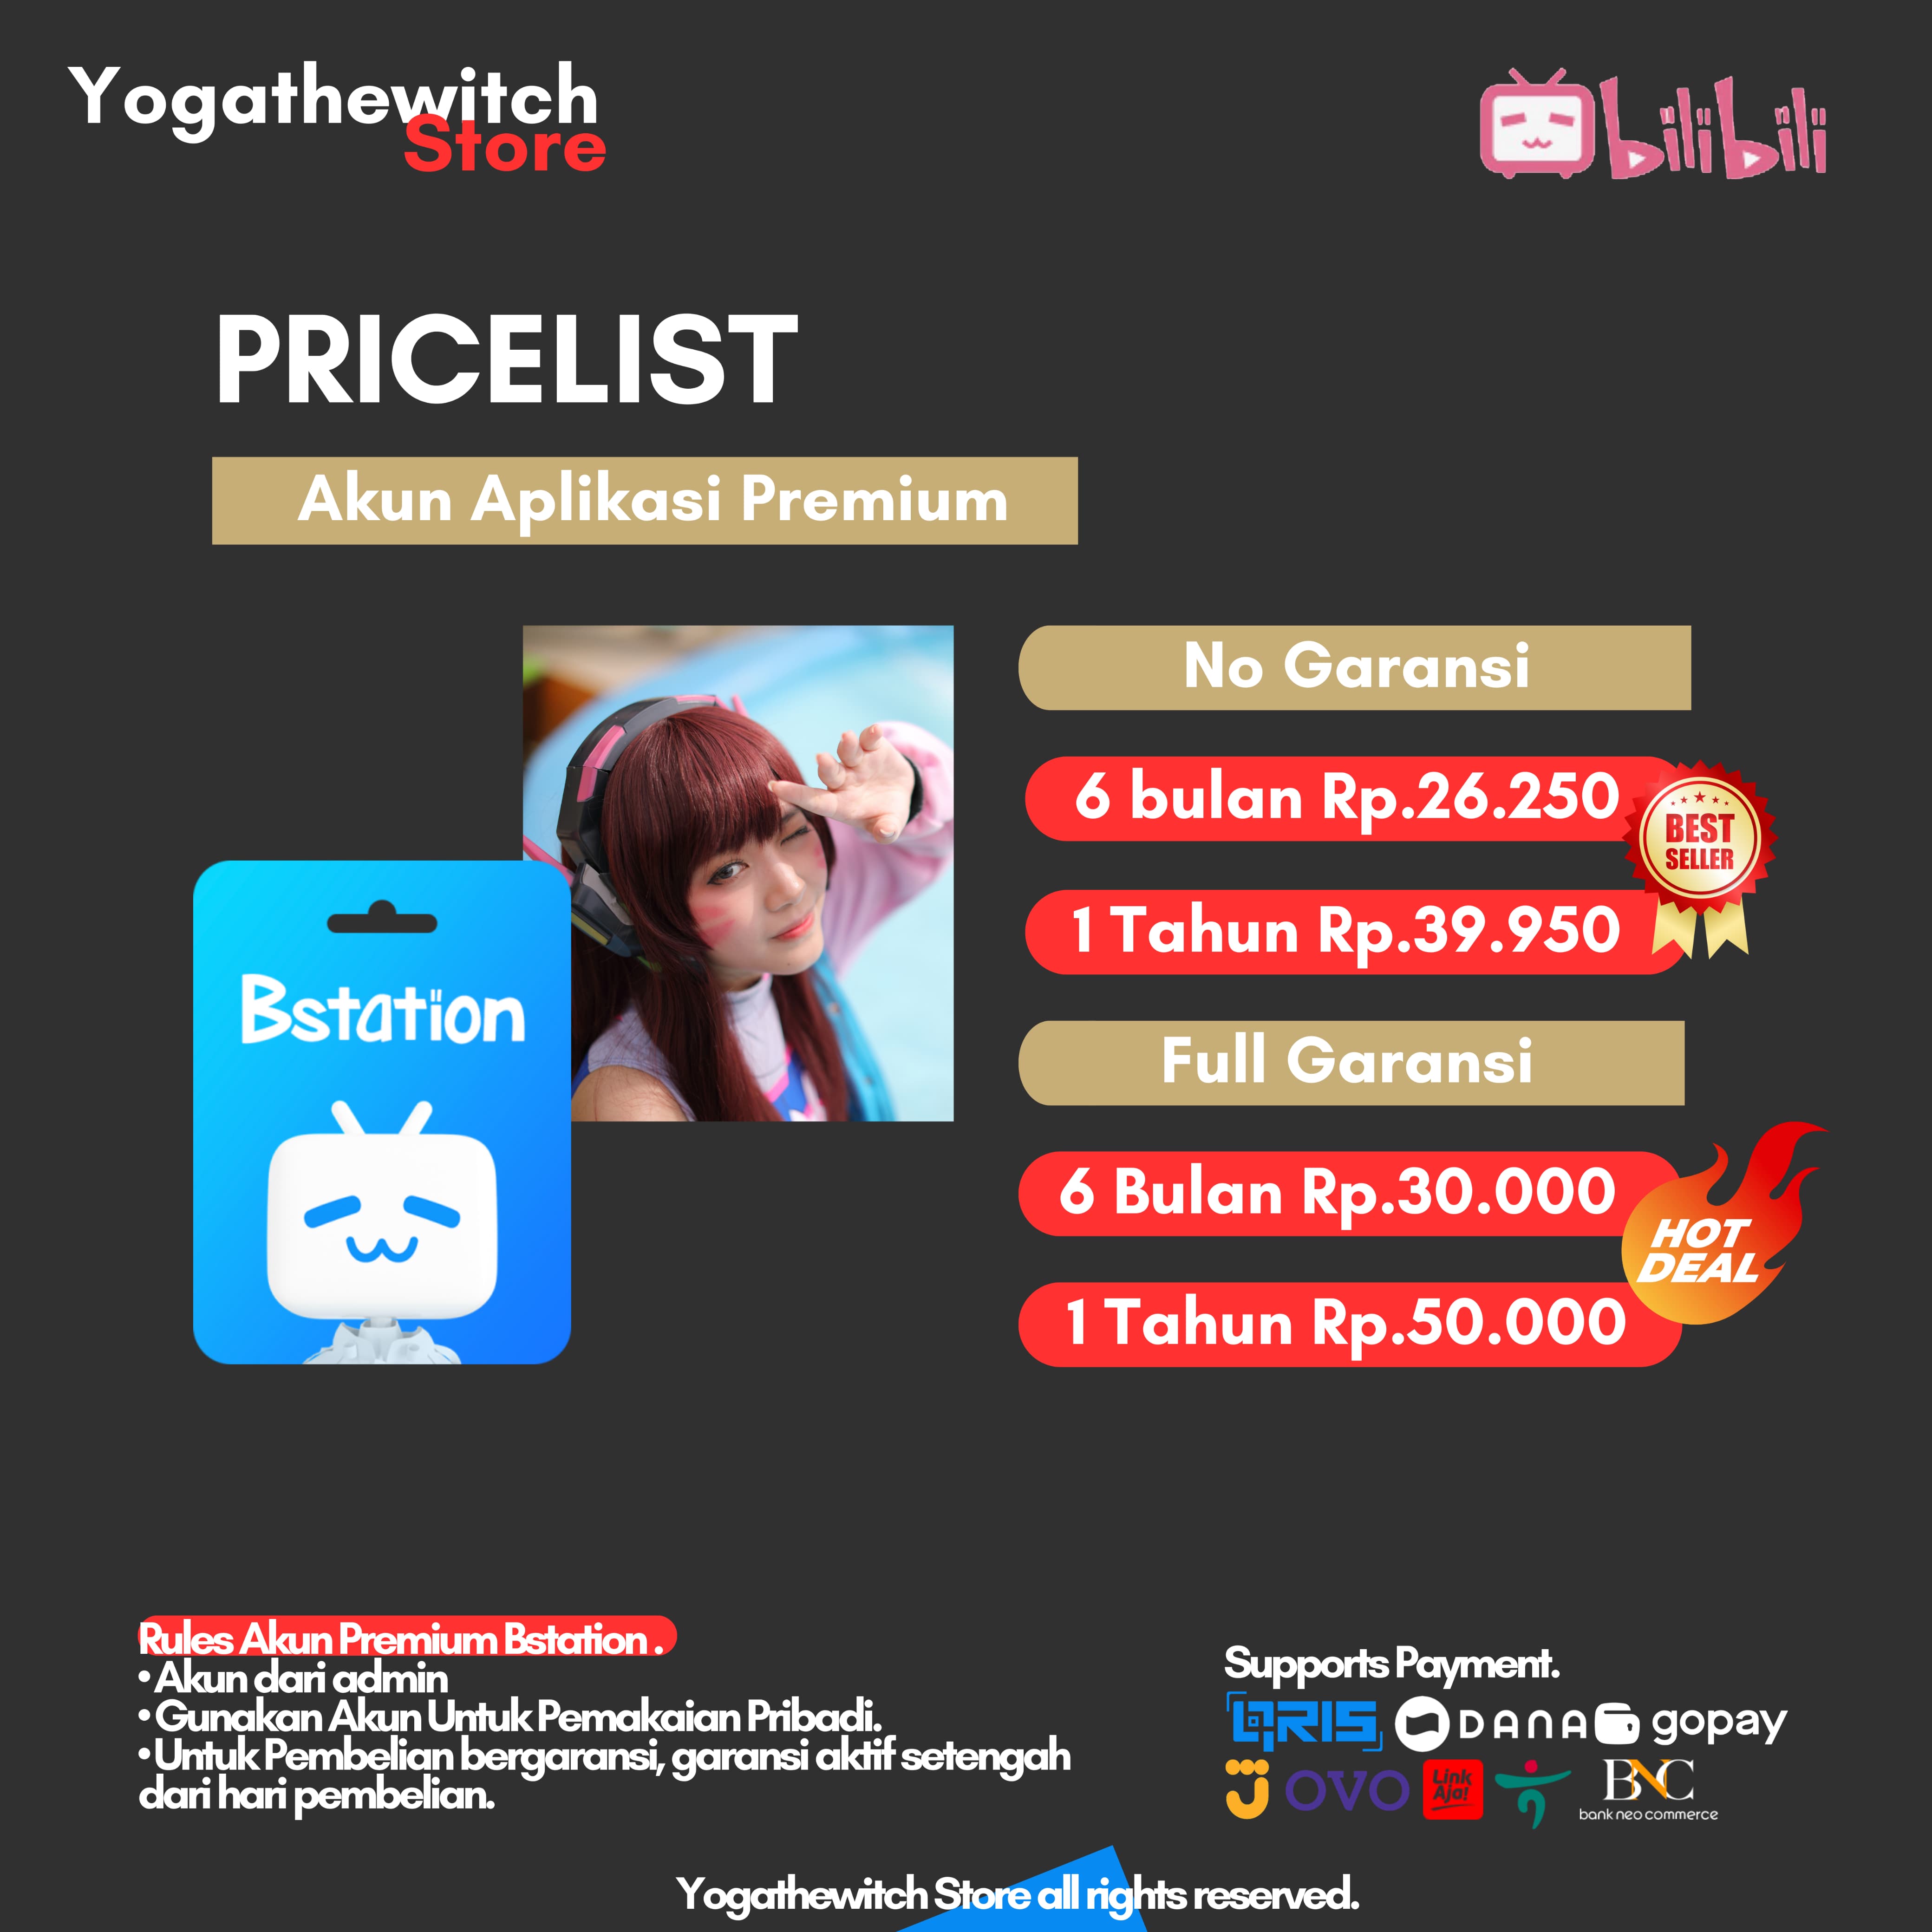 Yogathewitch
Store
bilibili
PRICELIST
Akun Aplikasi Premium
No Garansi
6 bulan Rp.26.250
BEST
SELLER
1 Tahun Rp.39.950
Full Garansi
6 Bulan Rp.30.000
HOT
DEAL
1 Tahun Rp.50.000
Bstation
Rules Akun Premium Bstation .
•Akun dari admin
•Gunakan Akun Untuk Pemakaian Pribadi.
•Untuk Pembelian bergaransi, garansi aktif setengah
dari hari pembelian.
Supports Payment.
QRIS DANA gopay
OVO Link
Aja!
BNC
bank neo commerce
Yogathewitch Store all rights reserved.